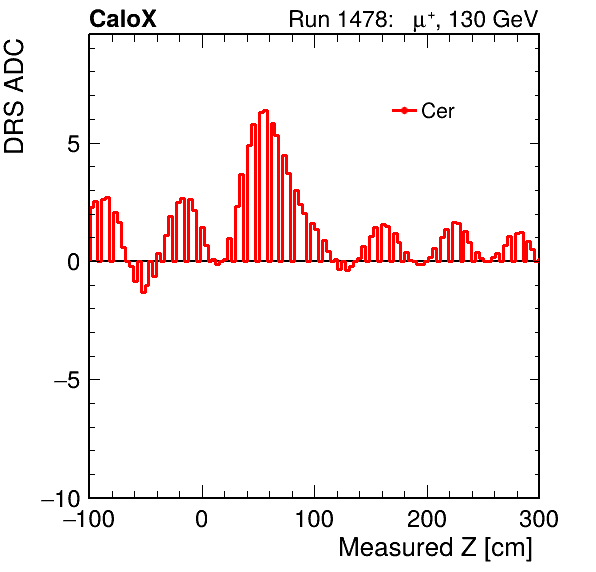 CaloX Run 1478: μ⁺, 130 GeV
DRS ADC
Cer
5
0
−5
−10
−100 0 100 200 300
Measured Z [cm]